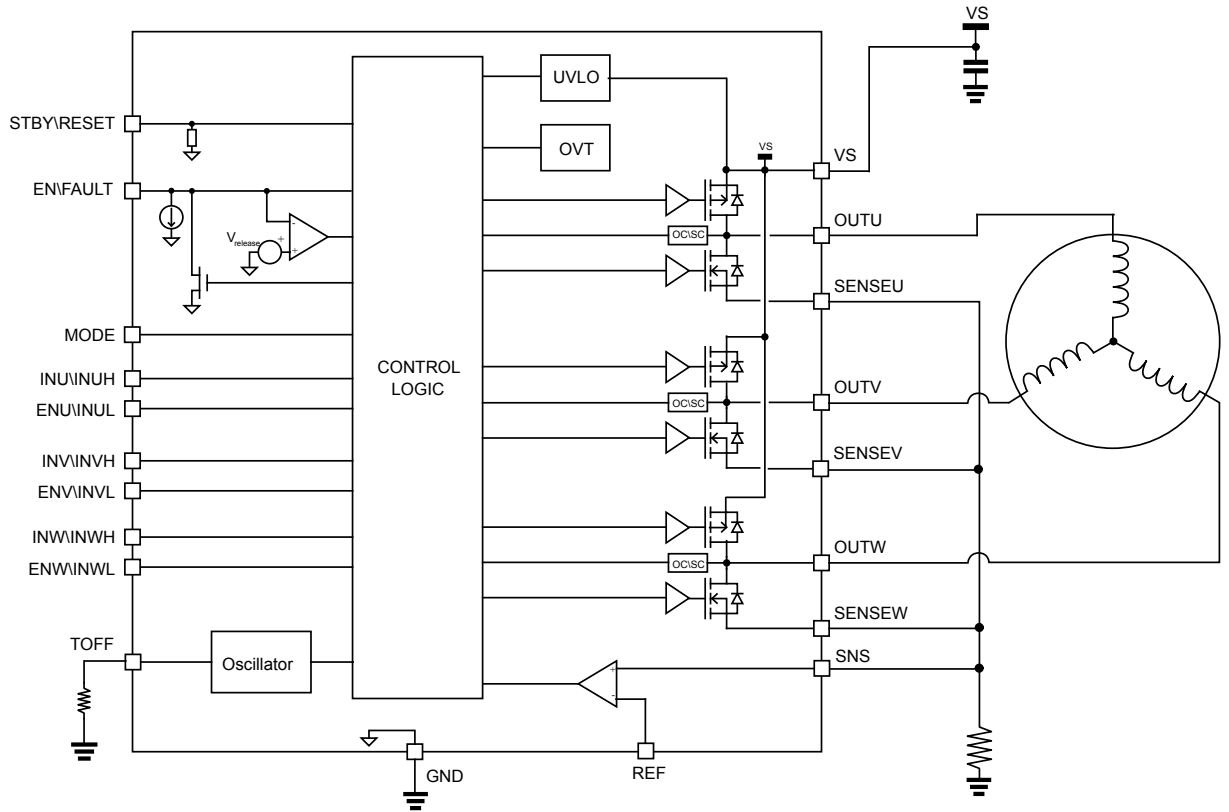 VS
UVLO
STBY\RESET
OVT
VS
VS
EN\FAULT
OUTU
OC\SC
Vrelease
+
-
+
SENSEU
MODE
CONTROL
LOGIC
INU\INUH
ENU\INUL
OC\SC
OUTV
INV\INVH
SENSEV
ENV\INVL
INW\INWH
OUTW
ENW\INWL
OC\SC
SENSEW
TOFF
Oscillator
SNS
+
-
GND
REF